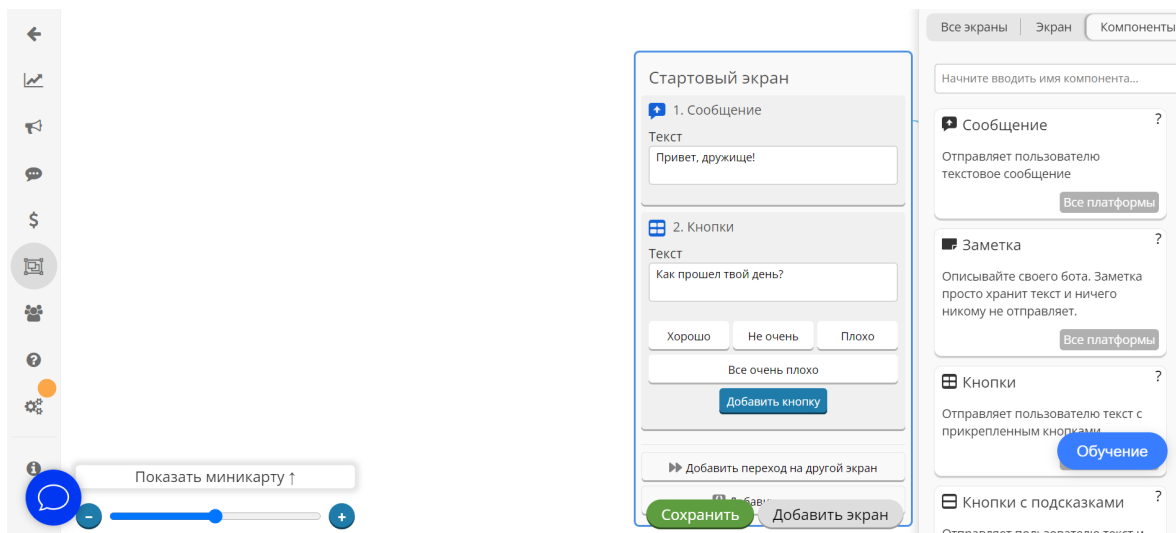 Все экраны
Экран
Компоненты
Стартовый экран
1. Сообщение
Текст
Привет, дружище!
2. Кнопки
Текст
Как прошел твой день?
Хорошо
Не очень
Плохо
Все очень плохо
Добавить кнопку
Добавить переход на другой экран
Сохранить
Добавить экран
Показать миникарту ↑
Начните вводить имя компонента...
Сообщение
?
Отправляет пользователю
текстовое сообщение
Все платформы
Заметка
?
Описывайте своего бота. Заметка
просто хранит текст и ничего
никому не отправляет.
Все платформы
Кнопки
?
Отправляет пользователю текст с
прикрепленным кнопками
Обучение
Кнопки с подсказками
?
Отправляет пользователю текст и